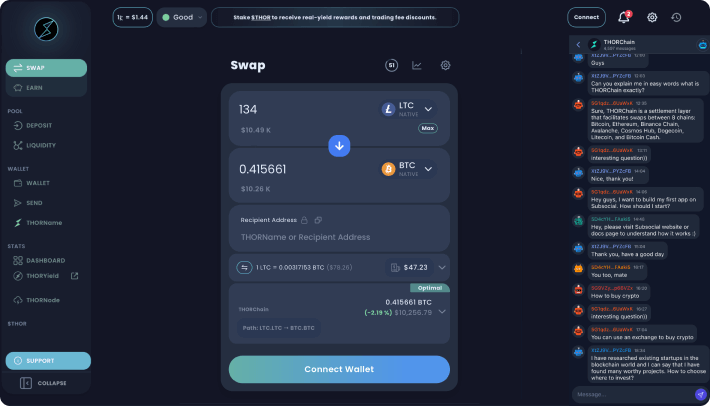 1ᚱ = $1.44
Good
Stake $THOR to receive real-yield rewards and trading fee discounts.
Connect
2
SWAP
EARN
POOL
DEPOSIT
LIQUIDITY
WALLET
WALLET
SEND
THORName
STATS
DASHBOARD
THORYield
THORNode
$THOR
SUPPORT
COLLAPSE
Swap
51
134
LTC
NATIVE
$10.49 K
Max
0.415661
BTC
NATIVE
$10.26 K
Recipient Address
THORName or Recipient Address
1 LTC = 0.00317153 BTC ($78.28)
$47.23
Optimal
0.415661 BTC
THORChain
(-2.19 %) $10,256.79
Path: LTC.LTC → BTC.BTC
Connect Wallet
THORChain
messages
Guys
Can you explain me in easy words what is
THORChain exactly?
Sure, THORChain is a settlement layer
that facilitates swaps between 9 chains:
Bitcoin, Ethereum, Binance Chain,
Avalanche, Cosmos Hub, Dogecoin,
Litecoin, and Bitcoin Cash.
interesting question))
Nice, thank you!
Hey guys, I want to build my first app on
Subsocial. How should I start?
Hey, please visit Subsocial website or
docs page to understand how it works :)
Thank you, have a good day
You too, mate
How to buy crypto
interesting question))
You can use an exchange to buy crypto
I have researched existing startups in the
blockchain world and I can say that I have
found many worthy projects. How to choose
where to invest?
Message...